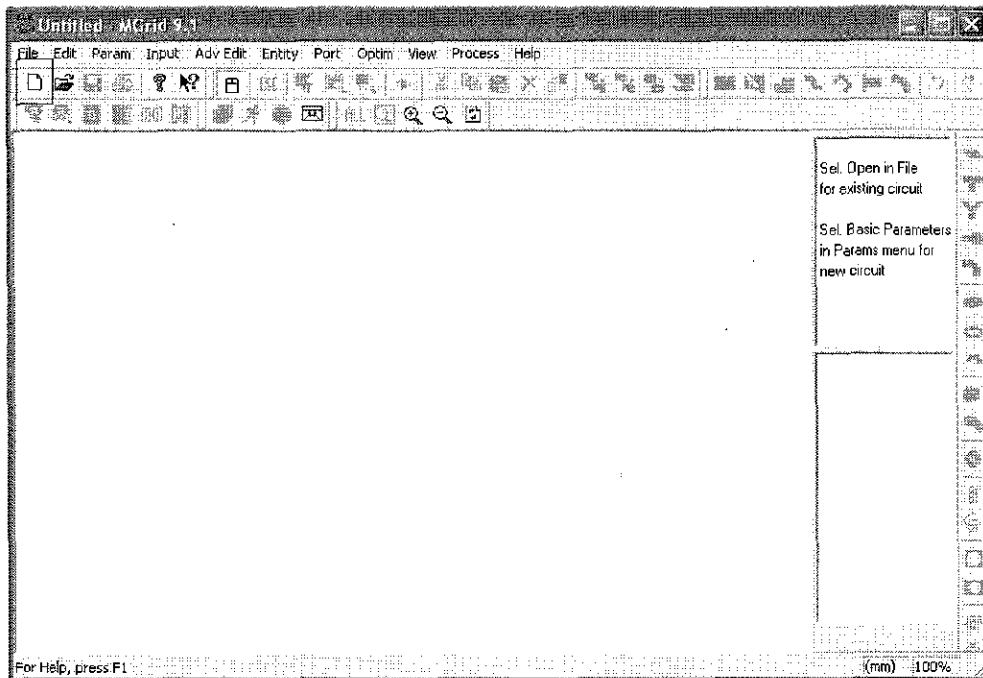 Untitled - MGrid 9.1
File Edit Param Input Adv Edit Entity Port Optim View Process Help
ALL
Sel. Open in File
for existing circuit
Sel. Basic Parameters
in Params menu for
new circuit
For Help, press F1
(mm) 100%